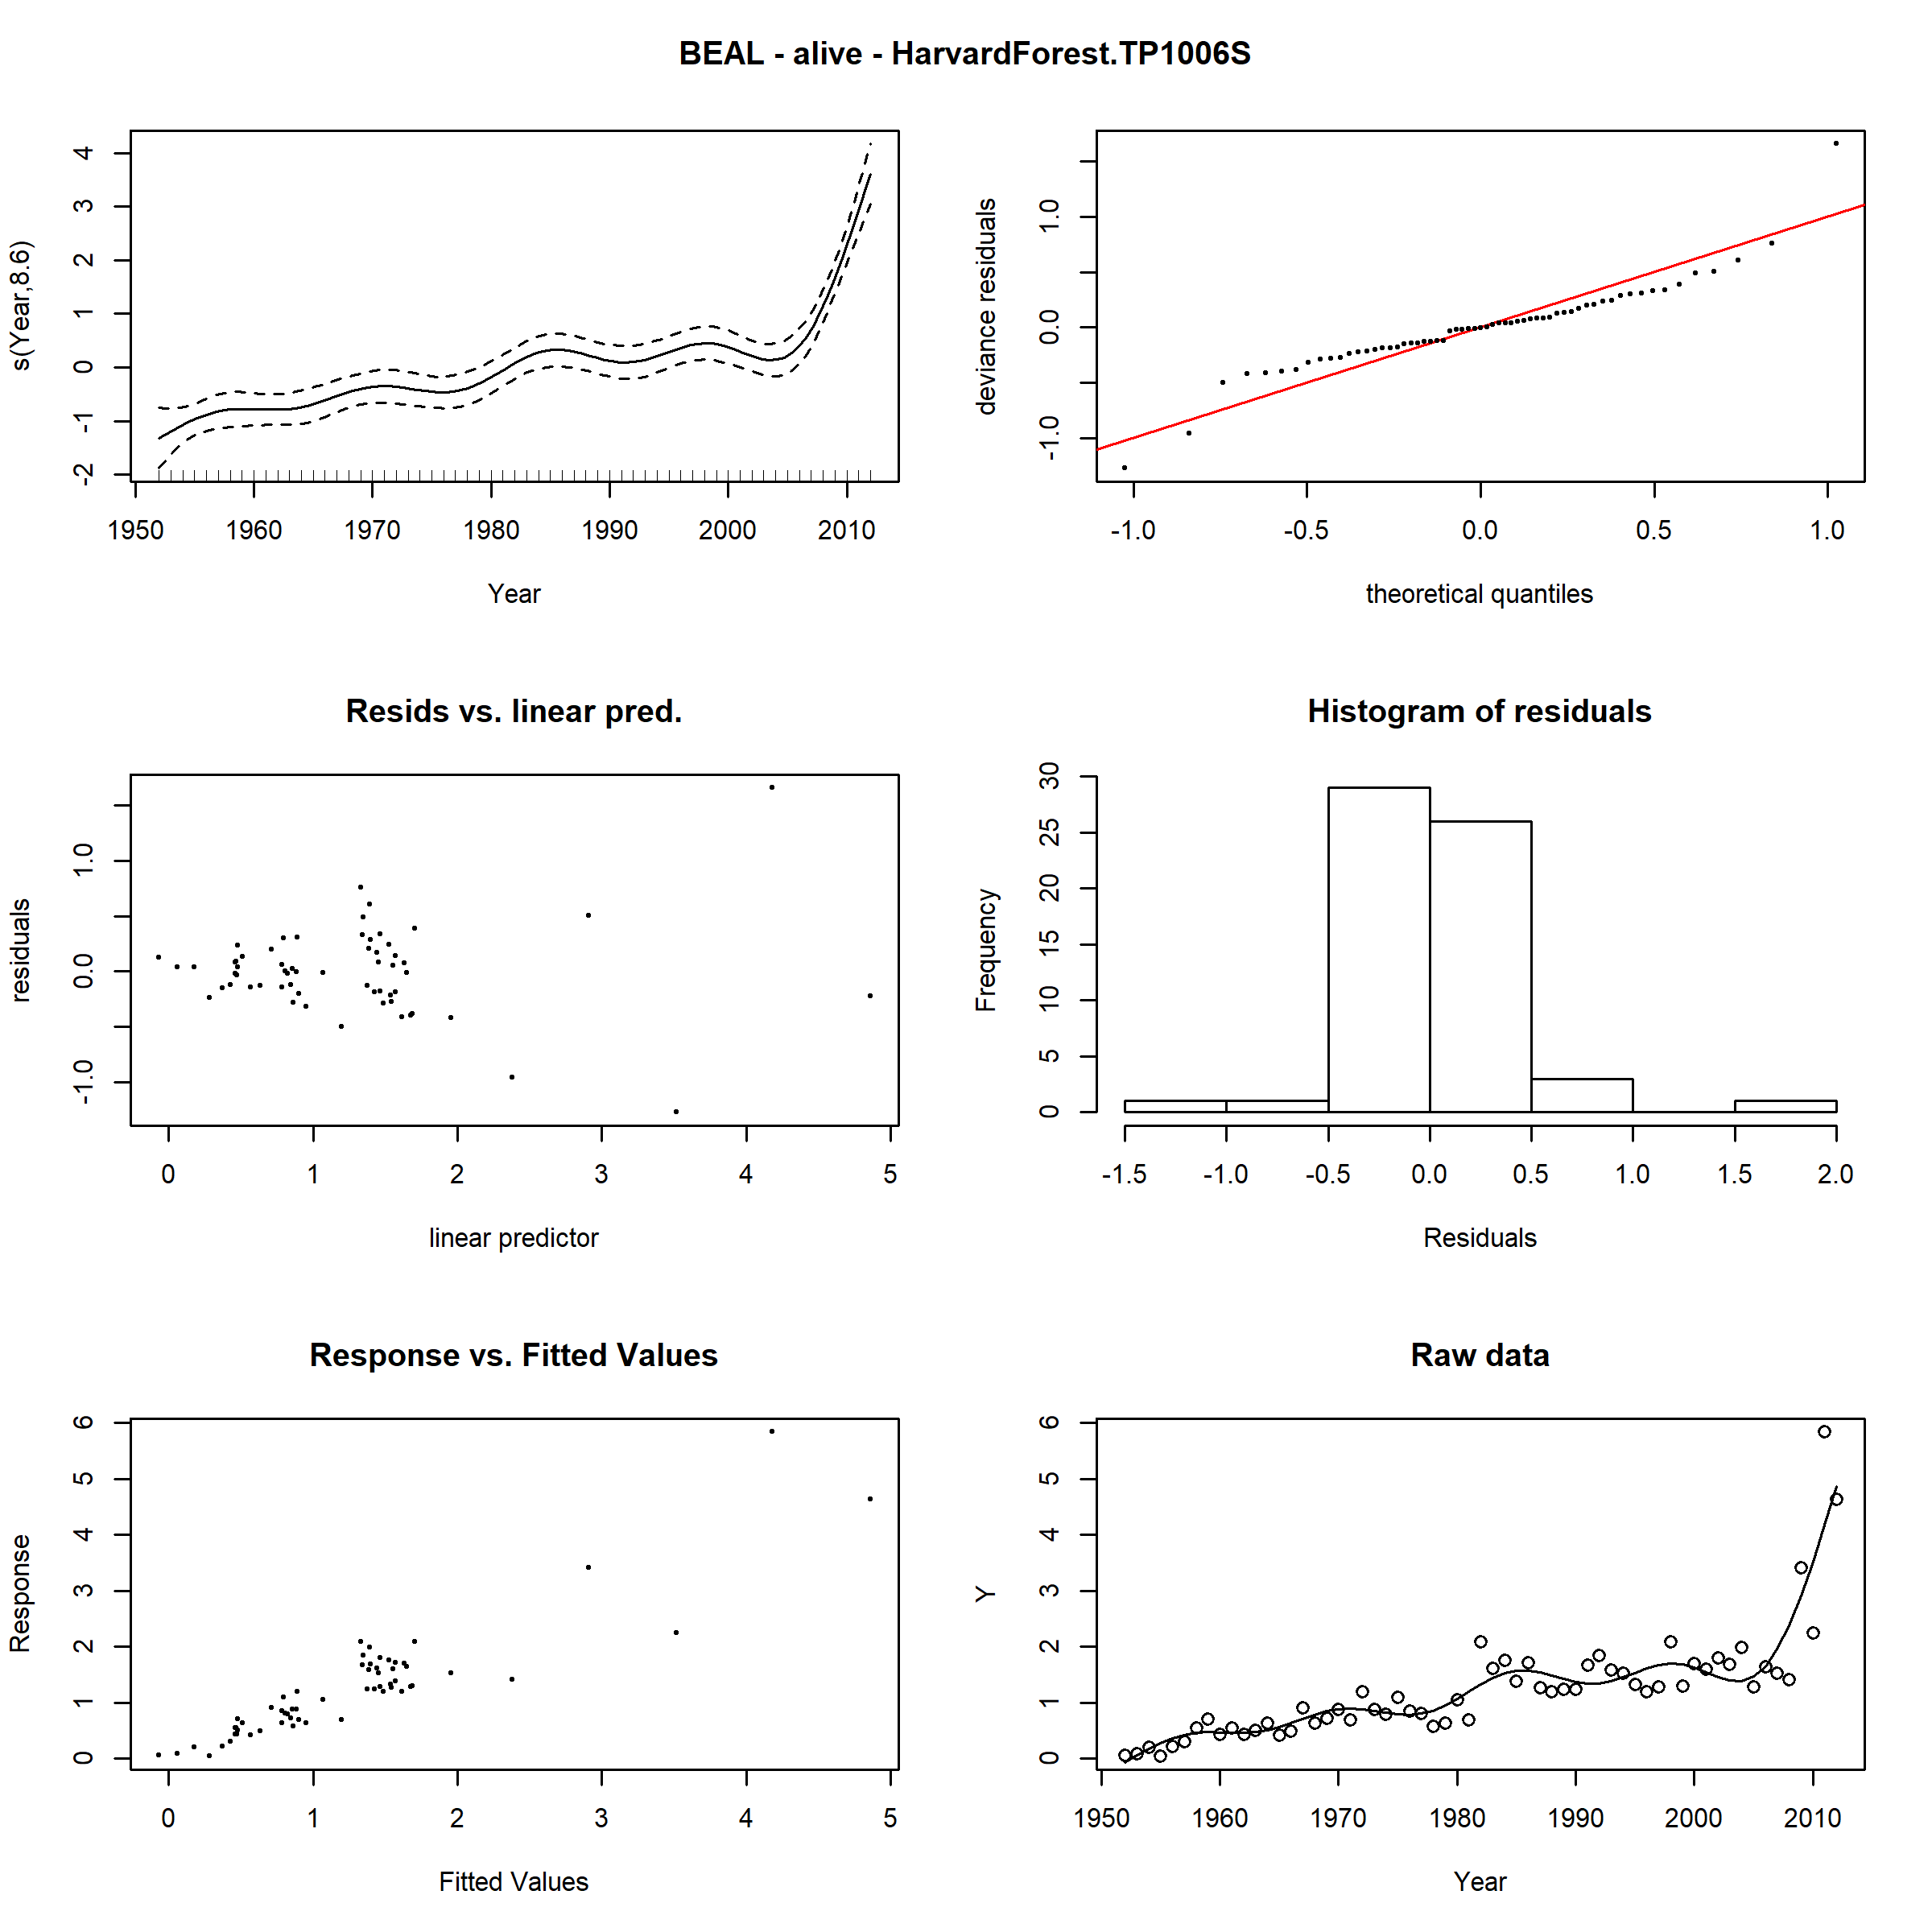 BEAL - alive - HarvardForest.TP1006S
s(Year,8.6)
4
3
2
1
0
-1
-2
1950 1960 1970 1980 1990 2000 2010
Year
deviance residuals
1.0
0.0
-1.0
-1.0 -0.5 0.0 0.5 1.0
theoretical quantiles
Resids vs. linear pred.
residuals
1.0
0.0
-1.0
0 1 2 3 4 5
linear predictor
Histogram of residuals
Frequency
30
25
20
15
10
5
0
-1.5 -1.0 -0.5 0.0 0.5 1.0 1.5 2.0
Residuals
Response vs. Fitted Values
Response
6
5
4
3
2
1
0
0 1 2 3 4 5
Fitted Values
Raw data
Y
6
5
4
3
2
1
0
1950 1960 1970 1980 1990 2000 2010
Year